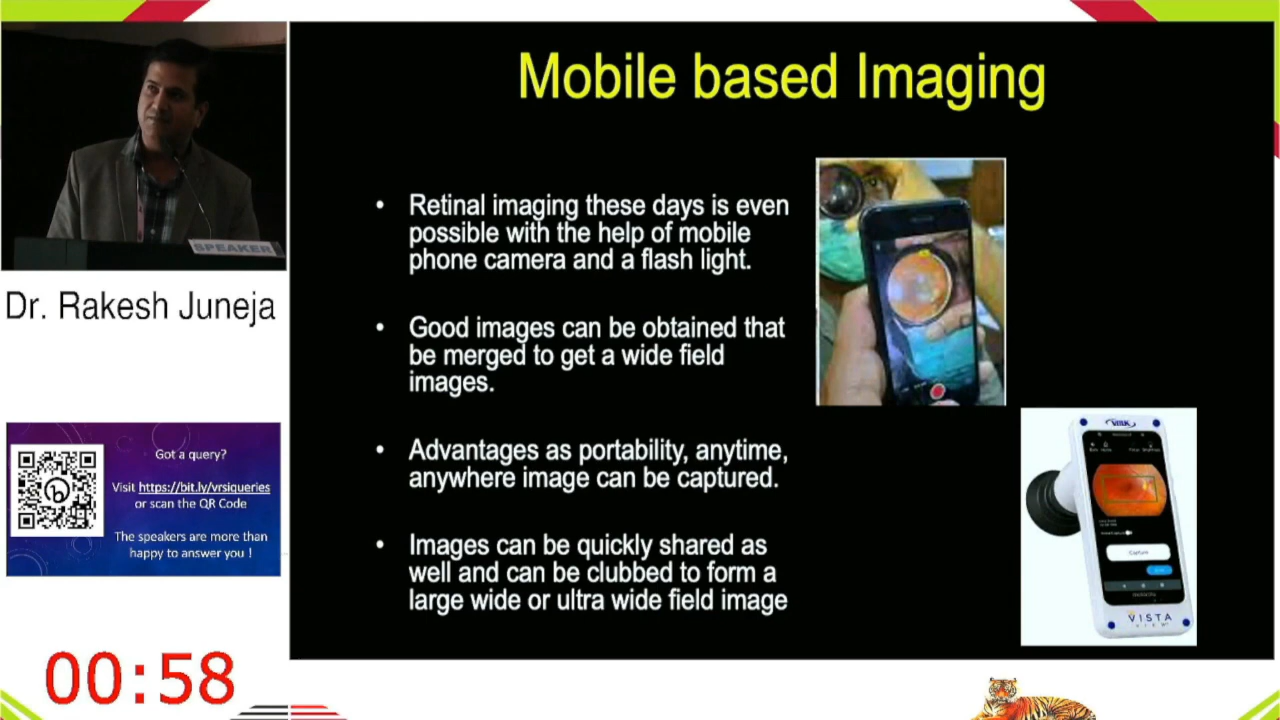 Mobile based Imaging
• Retinal imaging these days is even
possible with the help of mobile
phone camera and a flash light.
• Good images can be obtained that
be merged to get a wide field
images.
• Advantages as portability, anytime,
anywhere image can be captured.
• Images can be quickly shared as
well and can be clubbed to form a
large wide or ultra wide field image
SPEAKER
Dr. Rakesh Juneja
Got a query?
Visit https://bit.ly/vrsiqueries
or scan the QR Code
The speakers are more than
happy to answer you !
00:58
VOLK
Capture
VISTA
VIEW